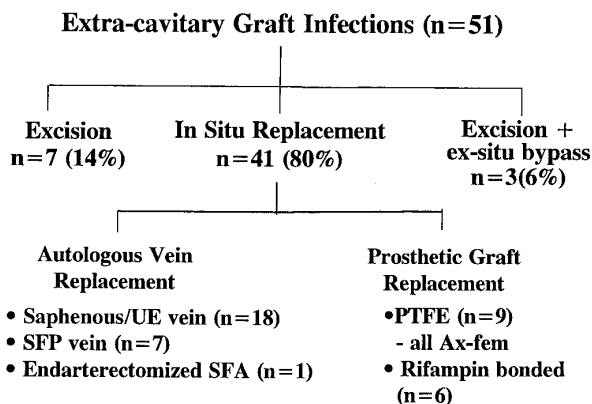 Extra-cavitary Graft Infections (n=51)
Excision
n=7 (14%)
In Situ Replacement
n=41 (80%)
Excision +
ex-situ bypass
n=3(6%)
Autologous Vein
Replacement
• Saphenous/UE vein (n=18)
• SFP vein (n=7)
• Endarterectomized SFA (n=1)
Prosthetic Graft
Replacement
•PTFE (n=9)
- all Ax-fem
• Rifampin bonded
(n=6)